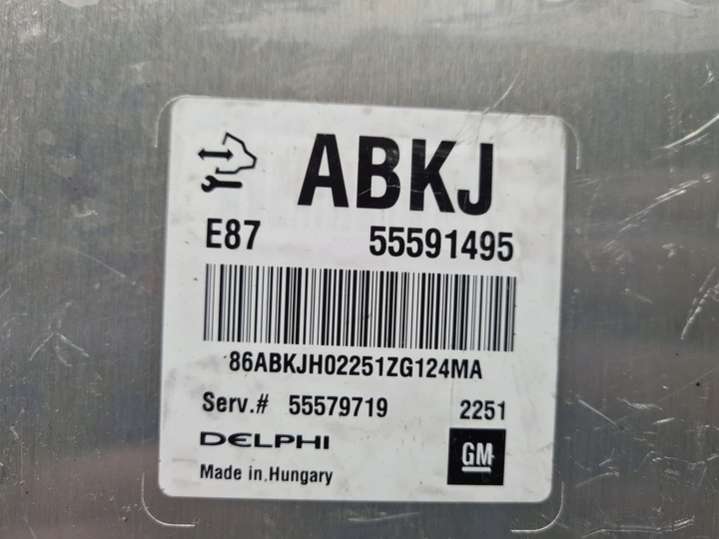 ABKJ
E87 55591495
86ABKJH02251ZG124MA
Serv.# 55579719 2251
DELPHI
GM
Made in Hungary